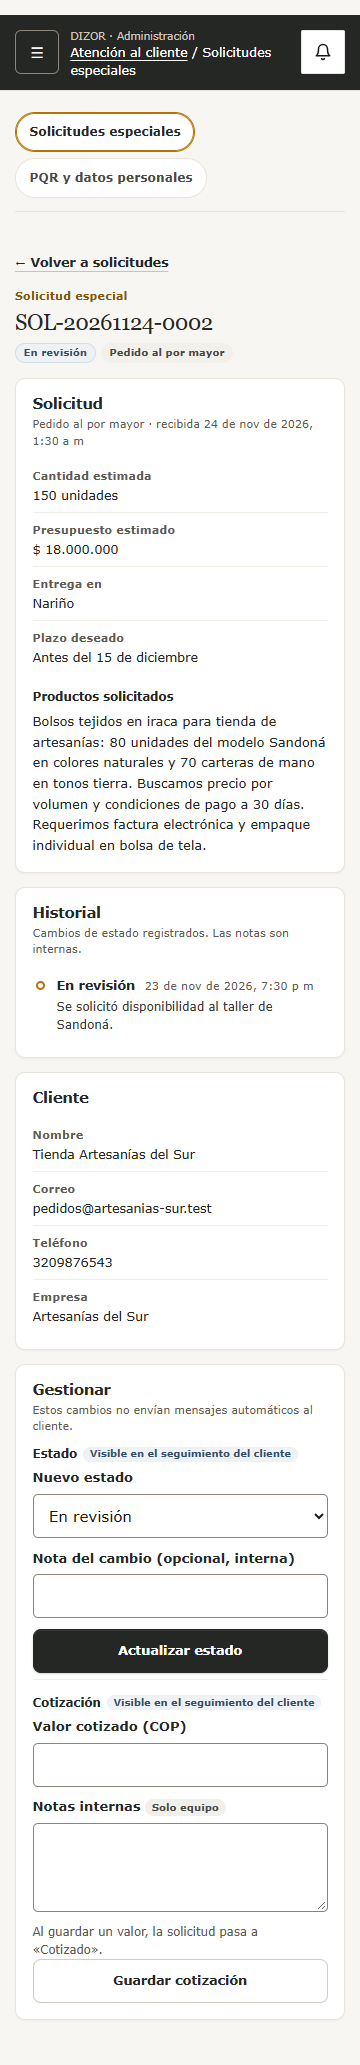 DIZOR · Administración
Atención al cliente / Solicitudes
especiales
Solicitudes especiales
PQR y datos personales
← Volver a solicitudes
Solicitud especial
SOL-20261124-0002
En revisión
Pedido al por mayor
Solicitud
Pedido al por mayor · recibida 24 de nov de 2026,
1:30 a m
Cantidad estimada
150 unidades
Presupuesto estimado
$ 18.000.000
Entrega en
Nariño
Plazo deseado
Antes del 15 de diciembre
Productos solicitados
Bolsos tejidos en iraca para tienda de
artesanías: 80 unidades del modelo Sandoná
en colores naturales y 70 carteras de mano
en tonos tierra. Buscamos precio por
volumen y condiciones de pago a 30 días.
Requerimos factura electrónica y empaque
individual en bolsa de tela.
Historial
Cambios de estado registrados. Las notas son
internas.
En revisión 23 de nov de 2026, 7:30 p m
Se solicitó disponibilidad al taller de
Sandoná.
Cliente
Nombre
Tienda Artesanías del Sur
Correo
pedidos@artesanias-sur.test
Teléfono
3209876543
Empresa
Artesanías del Sur
Gestionar
Estos cambios no envían mensajes automáticos al
cliente.
Estado Visible en el seguimiento del cliente
Nuevo estado
En revisión
Nota del cambio (opcional, interna)
Actualizar estado
Cotización Visible en el seguimiento del cliente
Valor cotizado (COP)
Notas internas Solo equipo
Al guardar un valor, la solicitud pasa a
«Cotizado».
Guardar cotización